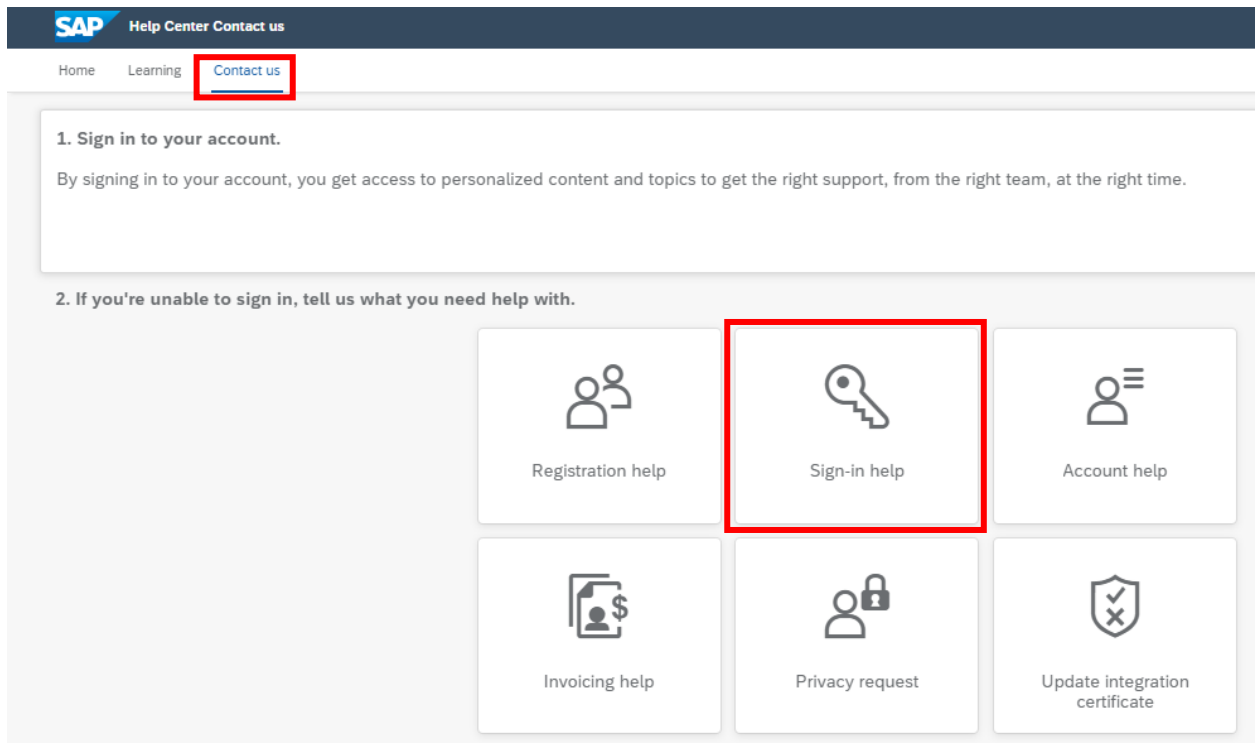 SAP Help Center Contact us
Home Learning Contact us
1. Sign in to your account.
By signing in to your account, you get access to personalized content and topics to get the right support, from the right team, at the right time.
2. If you're unable to sign in, tell us what you need help with.
Registration help
Sign-in help
Account help
$
Invoicing help
Privacy request
Update integration
certificate